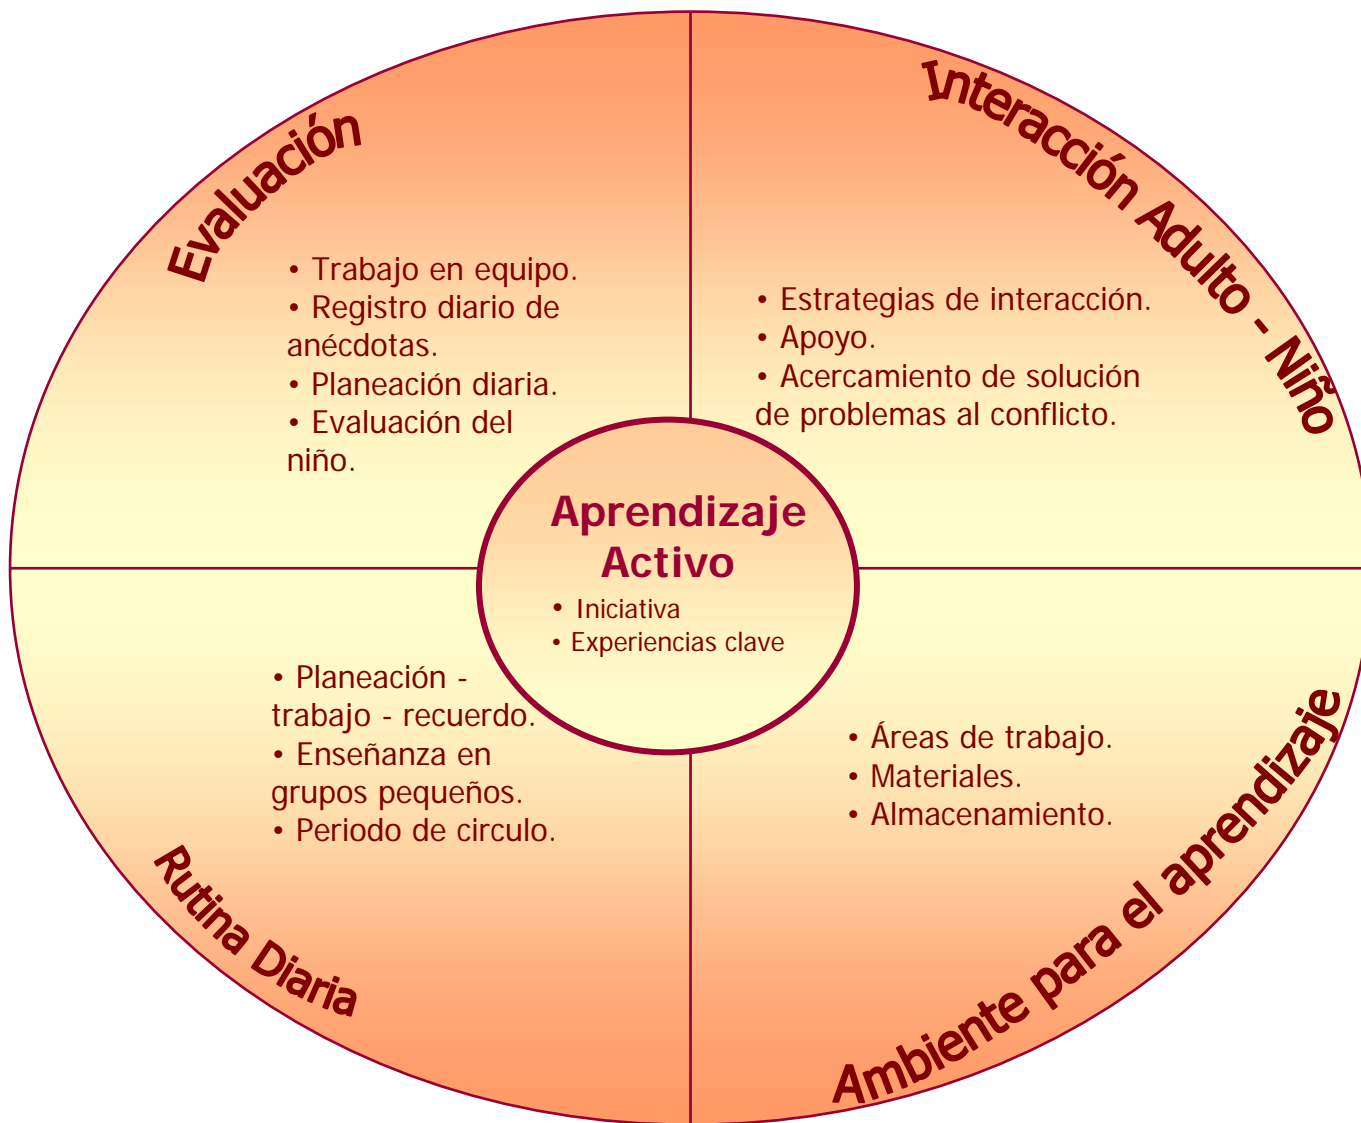 Evaluación
• Trabajo en equipo.
• Registro diario de
anécdotas.
• Planeación diaria.
• Evaluación del
niño.
Interacción Adulto - Niño
• Estrategias de interacción.
• Apoyo.
• Acercamiento de solución
de problemas al conflicto.
Aprendizaje
Activo
• Iniciativa
• Experiencias clave
• Planeación -
trabajo - recuerdo.
• Enseñanza en
grupos pequeños.
• Periodo de circulo.
Rutina Diaria
• Áreas de trabajo.
• Materiales.
• Almacenamiento.
Ambiente para el aprendizaje